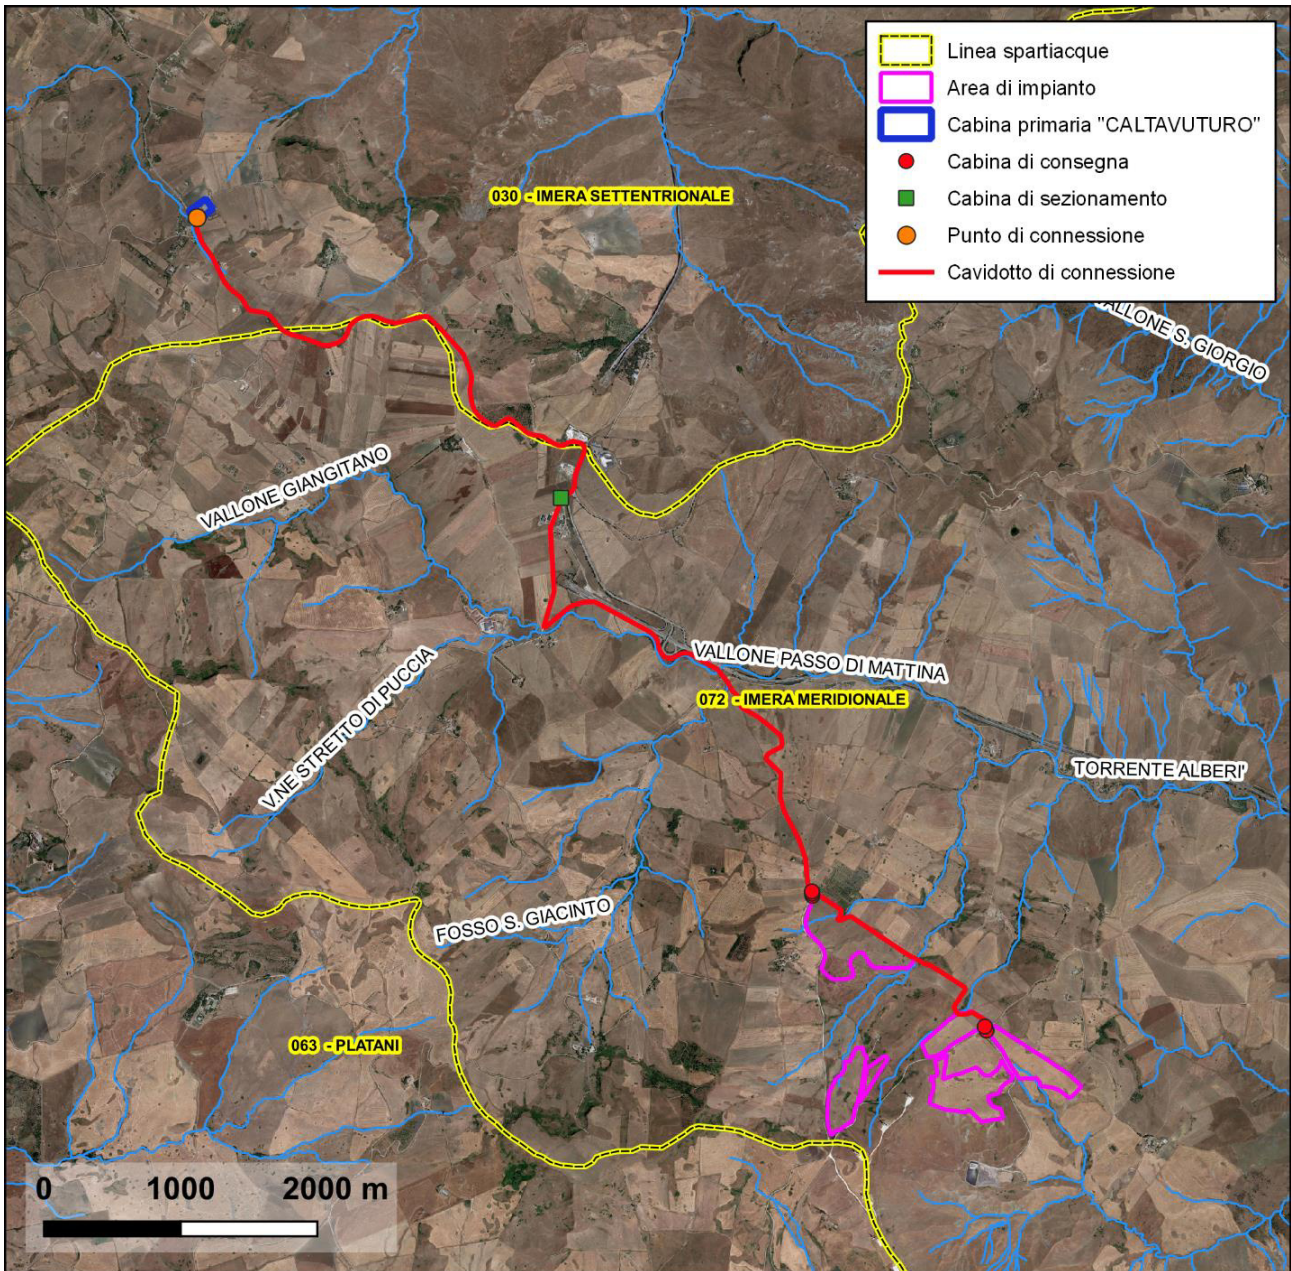 Linea spartiacque
Area di impianto
Cabina primaria "CALTAVUTURO"
Cabina di consegna
Cabina di sezionamento
Punto di connessione
Cavidotto di connessione
030 - IMERA SETTENTRIONALE
VALLONE S. GIORGIO
VALLONE GIANGITANO
VALLONE PASSO DI MATTINA
072 - IMERA MERIDIONALE
V.NE STRETTO DI PUCCIA
TORRENTE ALBERI'
FOSSO S. GIACINTO
063 - PLATANI
0 1000 2000 m